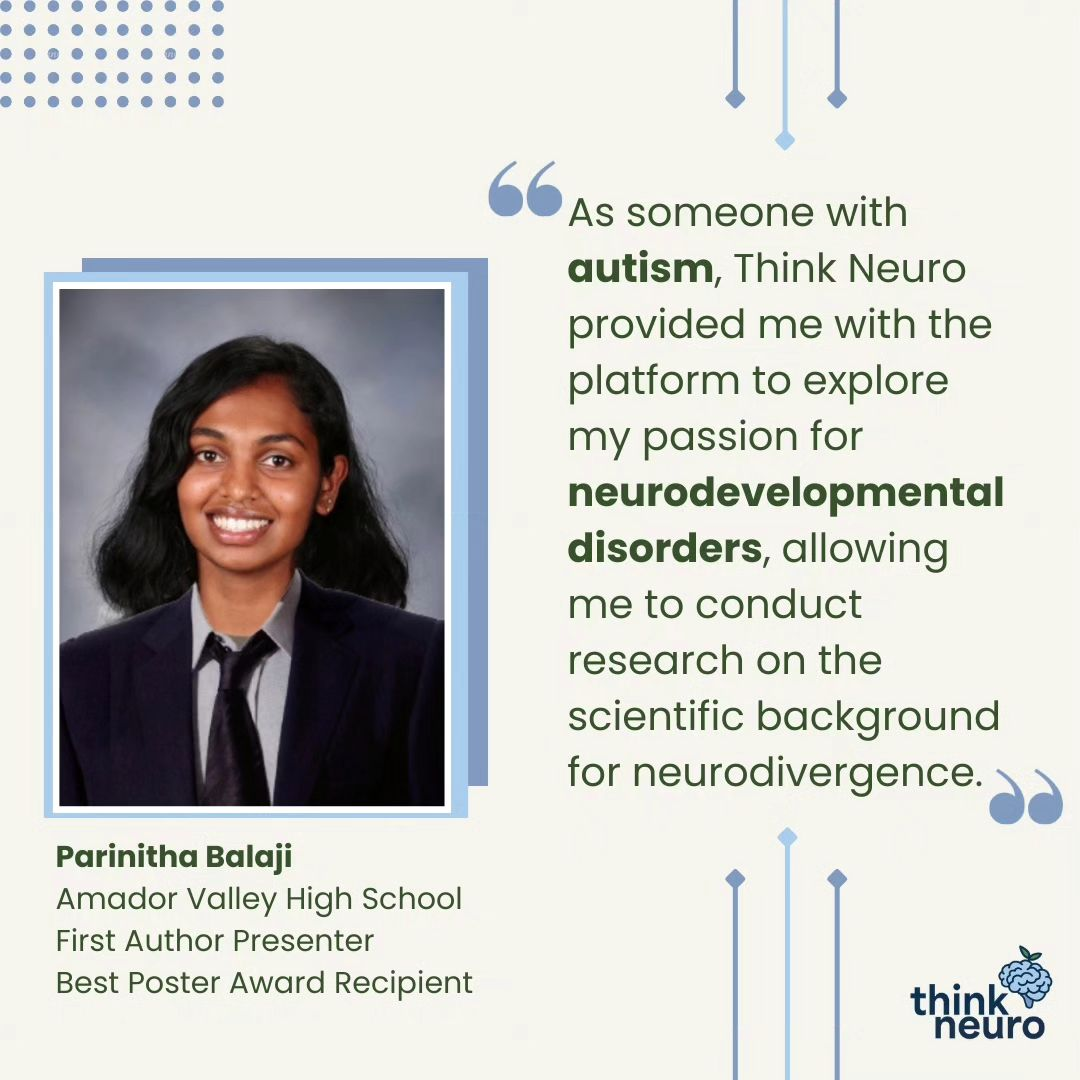 As someone with
autism, Think Neuro
provided me with the
platform to explore
my passion for
neurodevelopmental
disorders, allowing
me to conduct
research on the
scientific background
for neurodivergence.
Parinitha Balaji
Amador Valley High School
First Author Presenter
Best Poster Award Recipient
think
neuro